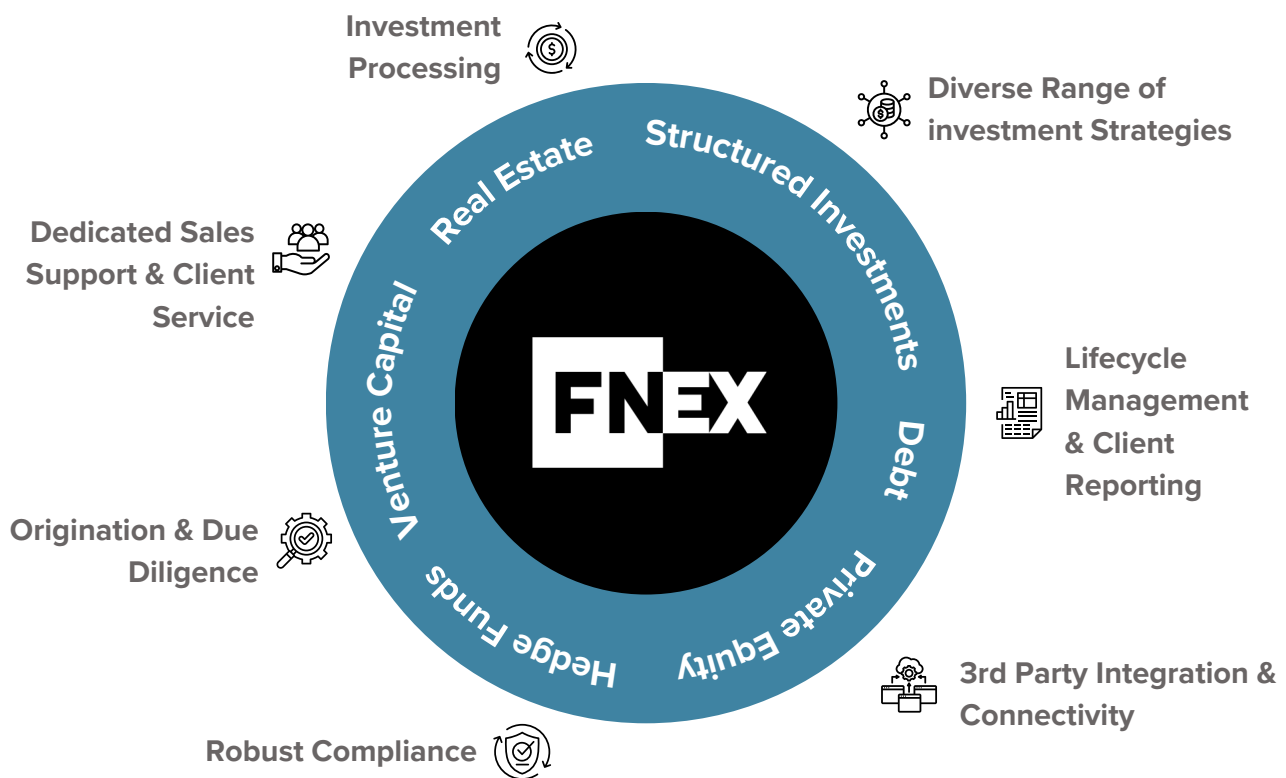 Investment
Processing
Diverse Range of
investment Strategies
Dedicated Sales
Support & Client
Service
Lifecycle
Management
& Client
Reporting
Origination & Due
Diligence
3rd Party Integration &
Connectivity
Robust Compliance
Real Estate
Structured Investments
Debt
Private Equity
Hedge Funds
Venture Capital
FNEX